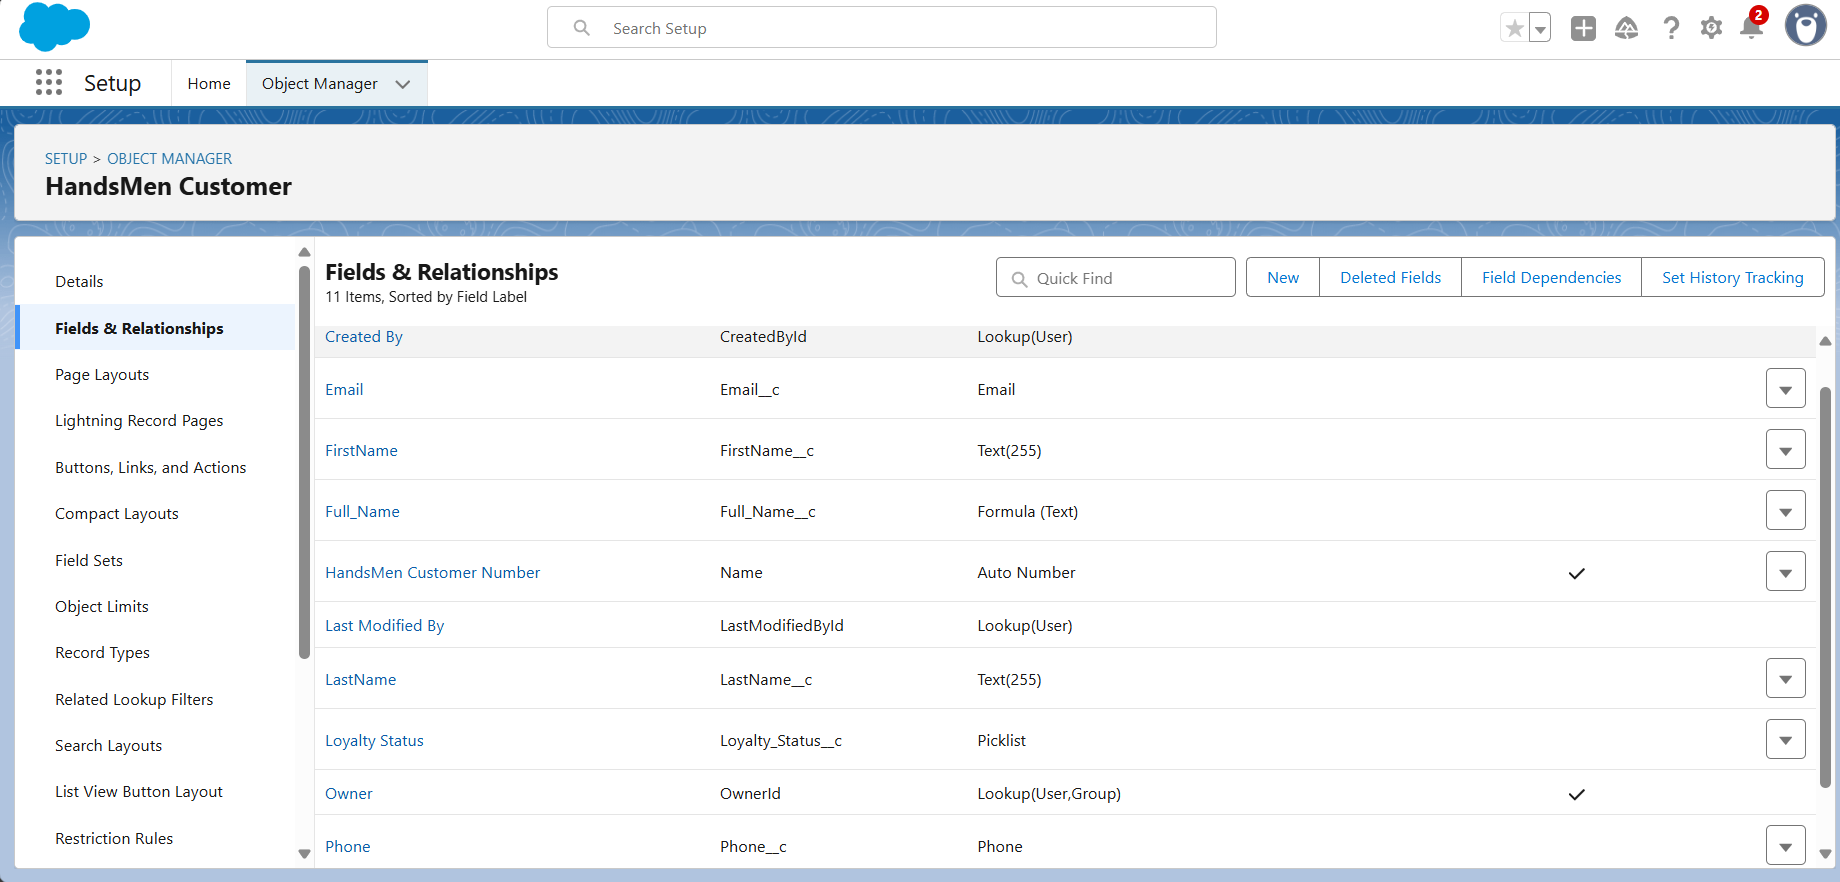 Search Setup
2
Setup
Home
Object Manager
SETUP > OBJECT MANAGER
HandsMen Customer
Details
Fields & Relationships
Page Layouts
Lightning Record Pages
Buttons, Links, and Actions
Compact Layouts
Field Sets
Object Limits
Record Types
Related Lookup Filters
Search Layouts
List View Button Layout
Restriction Rules
Fields & Relationships
11 Items, Sorted by Field Label
Quick Find
New
Deleted Fields
Field Dependencies
Set History Tracking
Created By CreatedById Lookup(User)
Email Email__c Email
FirstName FirstName__c Text(255)
Full_Name Full_Name__c Formula (Text)
HandsMen Customer Number Name Auto Number
Last Modified By LastModifiedById Lookup(User)
LastName LastName__c Text(255)
Loyalty Status Loyalty_Status__c Picklist
Owner OwnerId Lookup(User,Group)
Phone Phone__c Phone